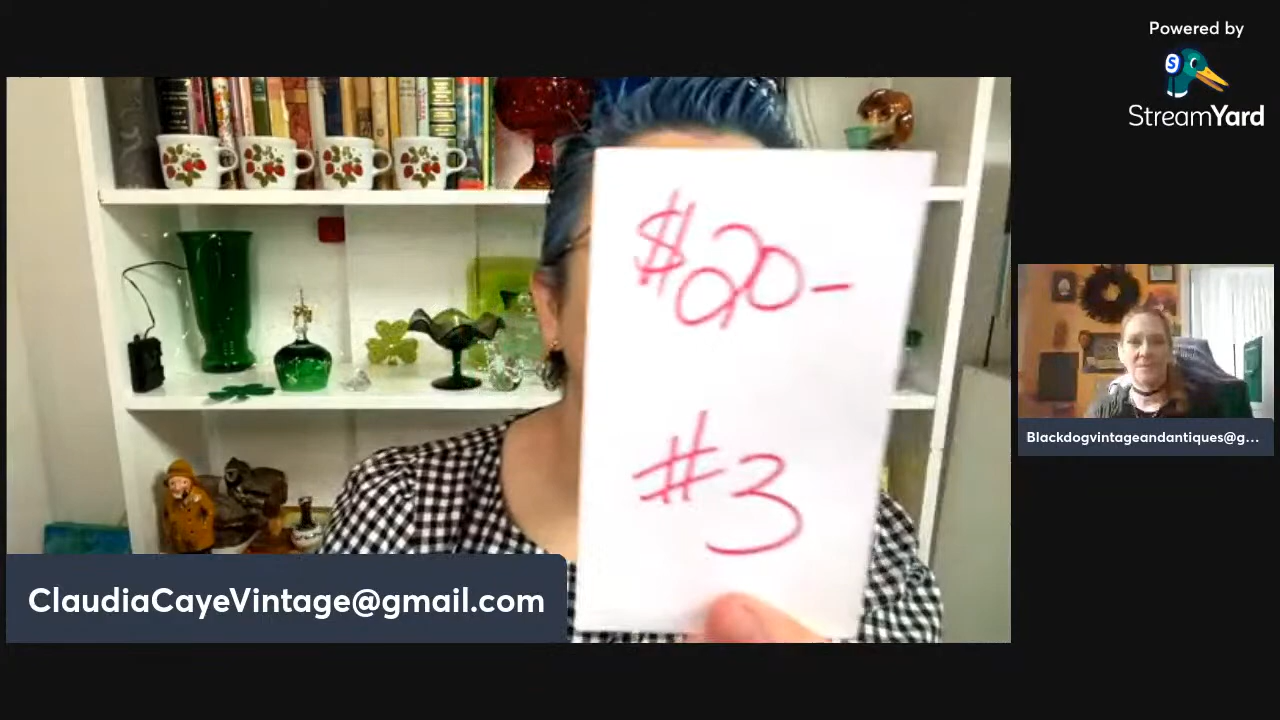 Powered by
StreamYard
$20-
#3
ClaudiaCayeVintage@gmail.com
Blackdogvintageandantiques@g...